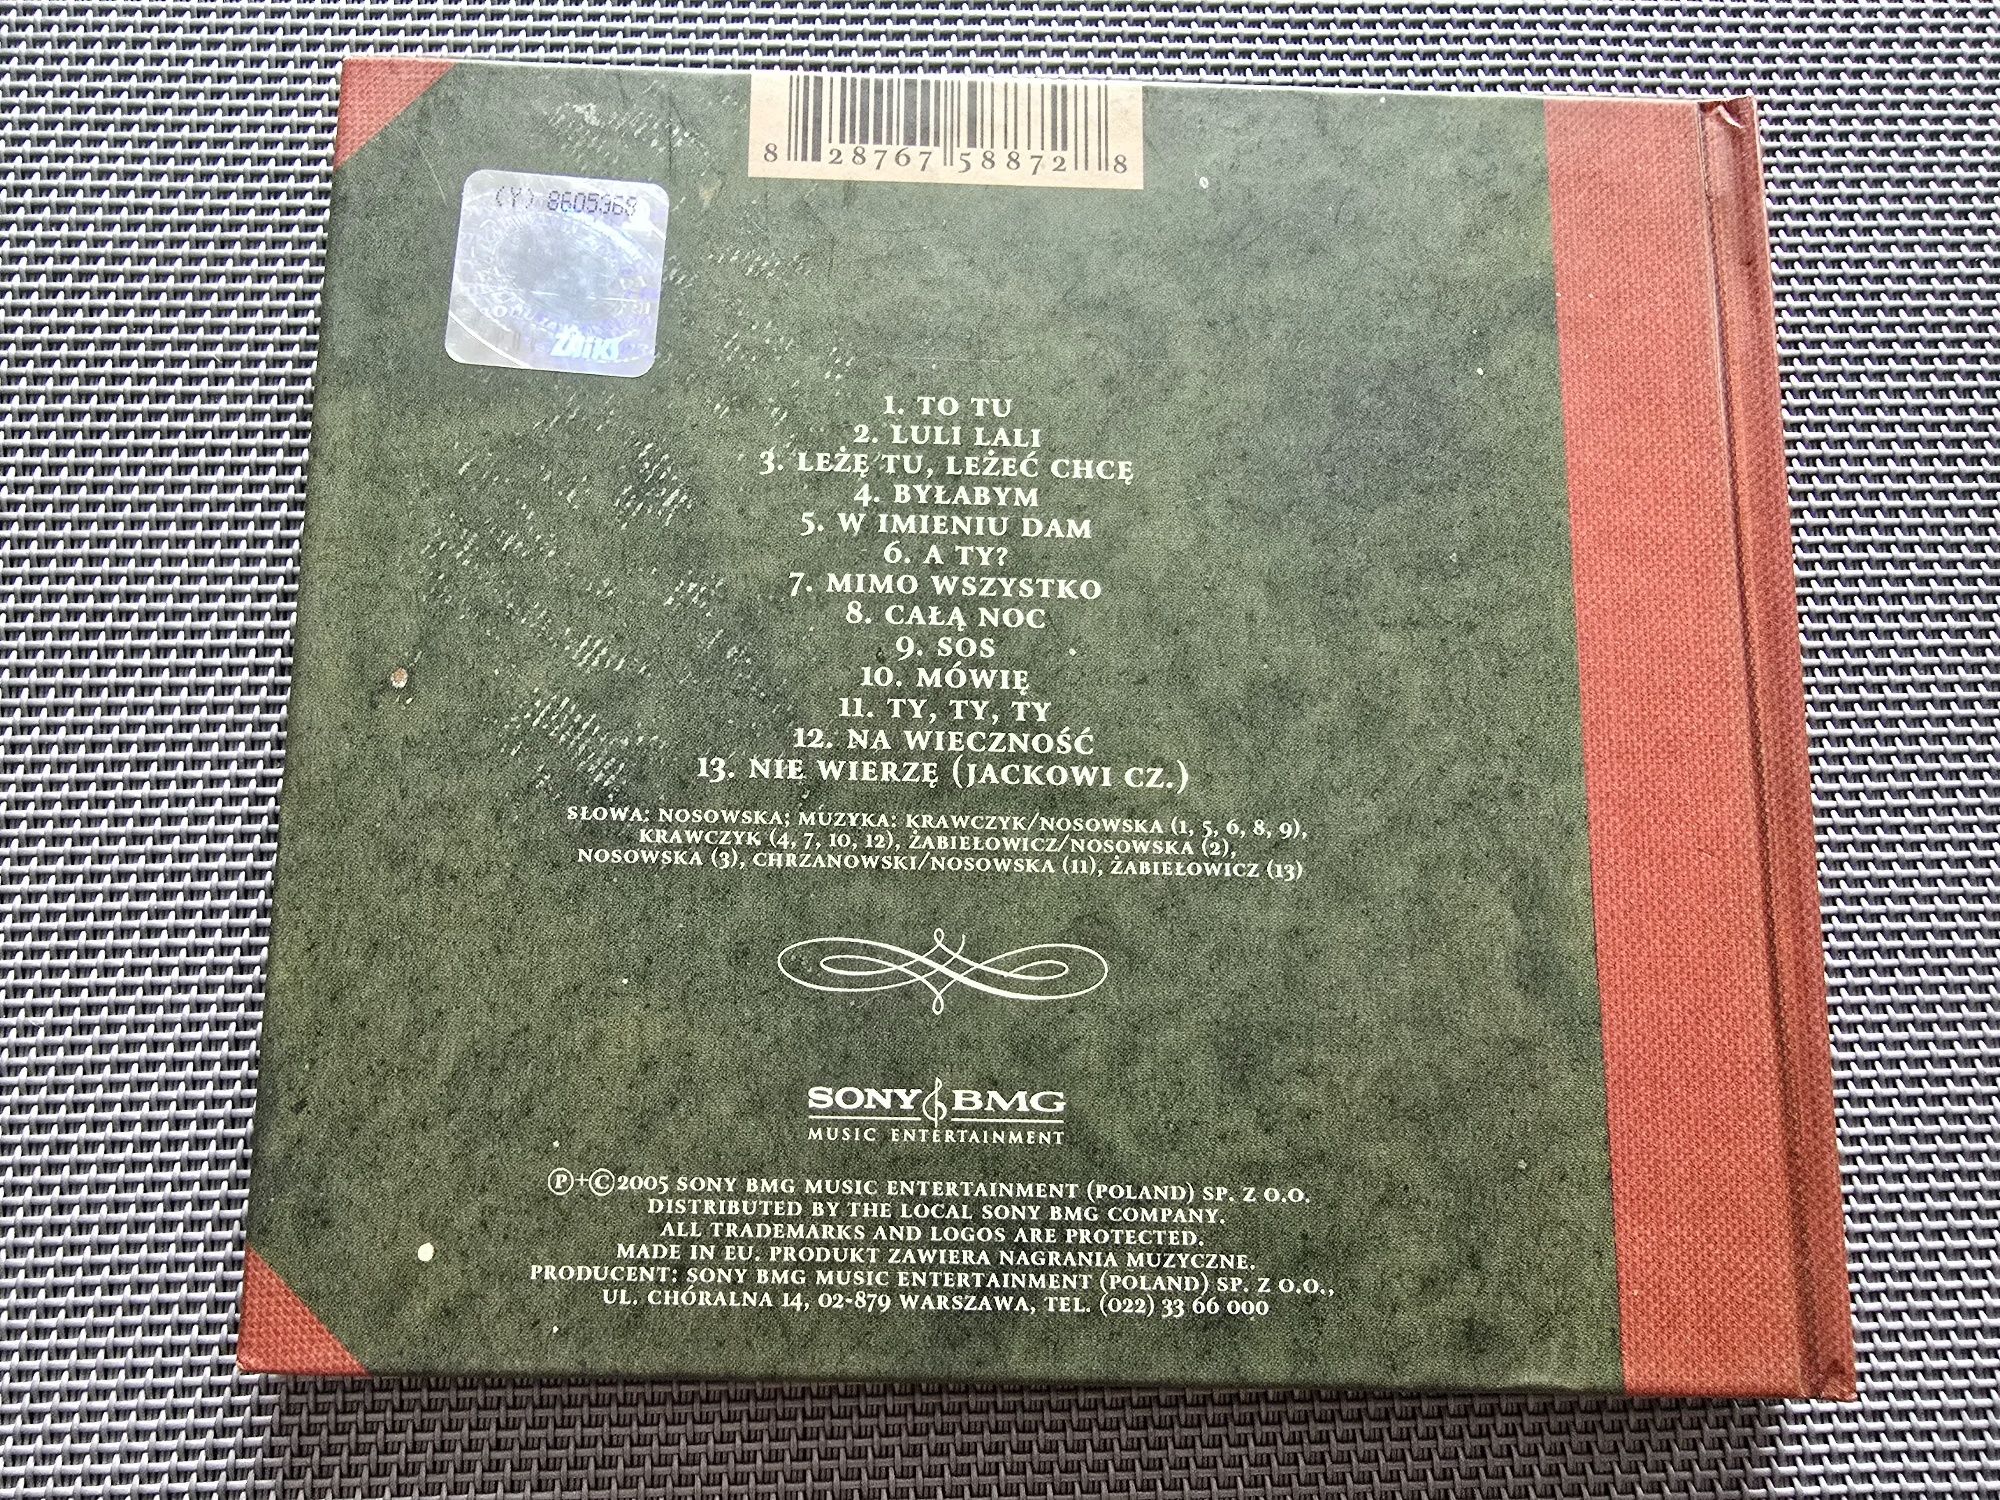 8 28767 58872 8
(Y) 8605369
ZAiKS
1. TO TU
2. LULI LALI
3. LEŻĘ TU, LEŻEĆ CHCĘ
4. BYŁABYM
5. W IMIENIU DAM
6. A TY?
7. MIMO WSZYSTKO
8. CAŁĄ NOC
9. SOS
10. MÓWIĘ
11. TY, TY, TY
12. NA WIECZNOŚĆ
13. NIE WIERZĘ (JACKOWI CZ.)
SŁOWA: NOSOWSKA; MUZYKA: KRAWCZYK/NOSOWSKA (1, 5, 6, 8, 9),
KRAWCZYK (4, 7, 10, 12), ŻABIEŁOWICZ/NOSOWSKA (2),
NOSOWSKA (3), CHRZANOWSKI/NOSOWSKA (11), ŻABIEŁOWICZ (13)
SONY BMG
MUSIC ENTERTAINMENT
℗+©2005 SONY BMG MUSIC ENTERTAINMENT (POLAND) SP. Z O.O.
DISTRIBUTED BY THE LOCAL SONY BMG COMPANY.
ALL TRADEMARKS AND LOGOS ARE PROTECTED.
MADE IN EU. PRODUKT ZAWIERA NAGRANIA MUZYCZNE.
PRODUCENT: SONY BMG MUSIC ENTERTAINMENT (POLAND) SP. Z O.O.,
UL. CHÓRALNA 14, 02-879 WARSZAWA, TEL. (022) 33 66 000